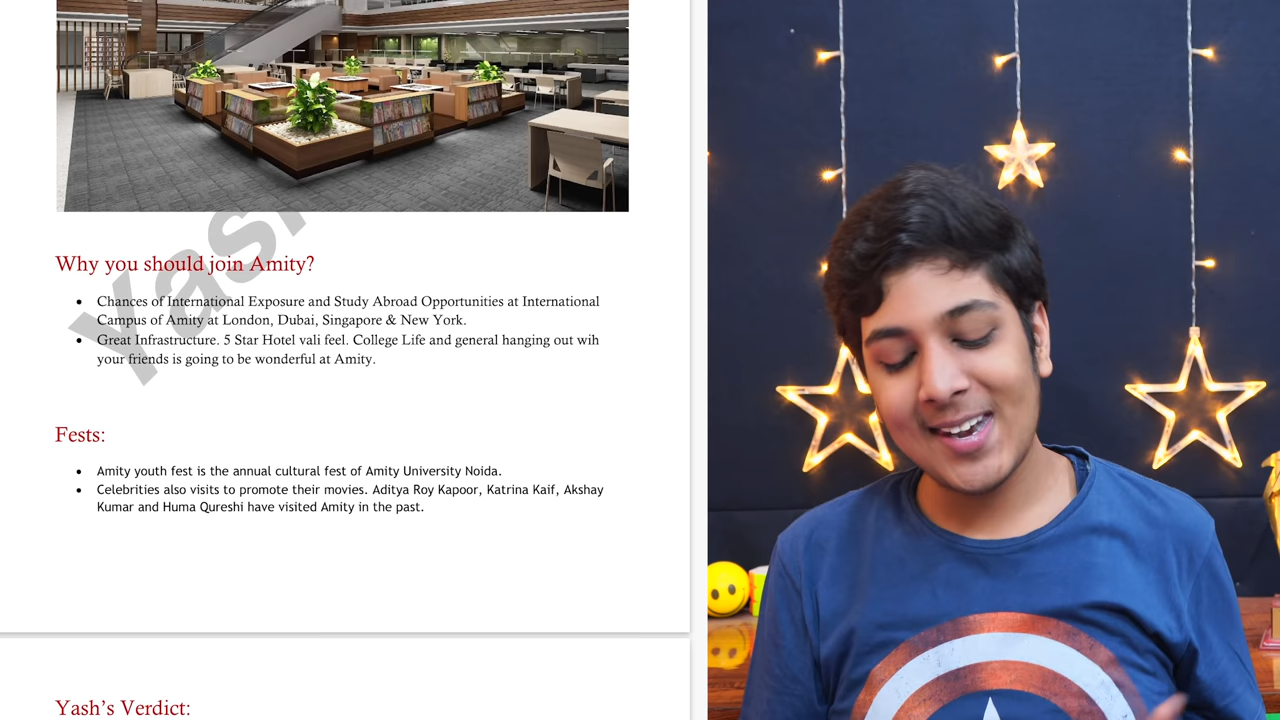 Why you should join Amity?
Chances of International Exposure and Study Abroad Opportunities at International
Campus of Amity at London, Dubai, Singapore & New York.
Great Infrastructure. 5 Star Hotel vali feel. College Life and general hanging out wih
your friends is going to be wonderful at Amity.
Fests:
Amity youth fest is the annual cultural fest of Amity University Noida.
Celebrities also visits to promote their movies. Aditya Roy Kapoor, Katrina Kaif, Akshay
Kumar and Huma Qureshi have visited Amity in the past.
Yash’s Verdict: